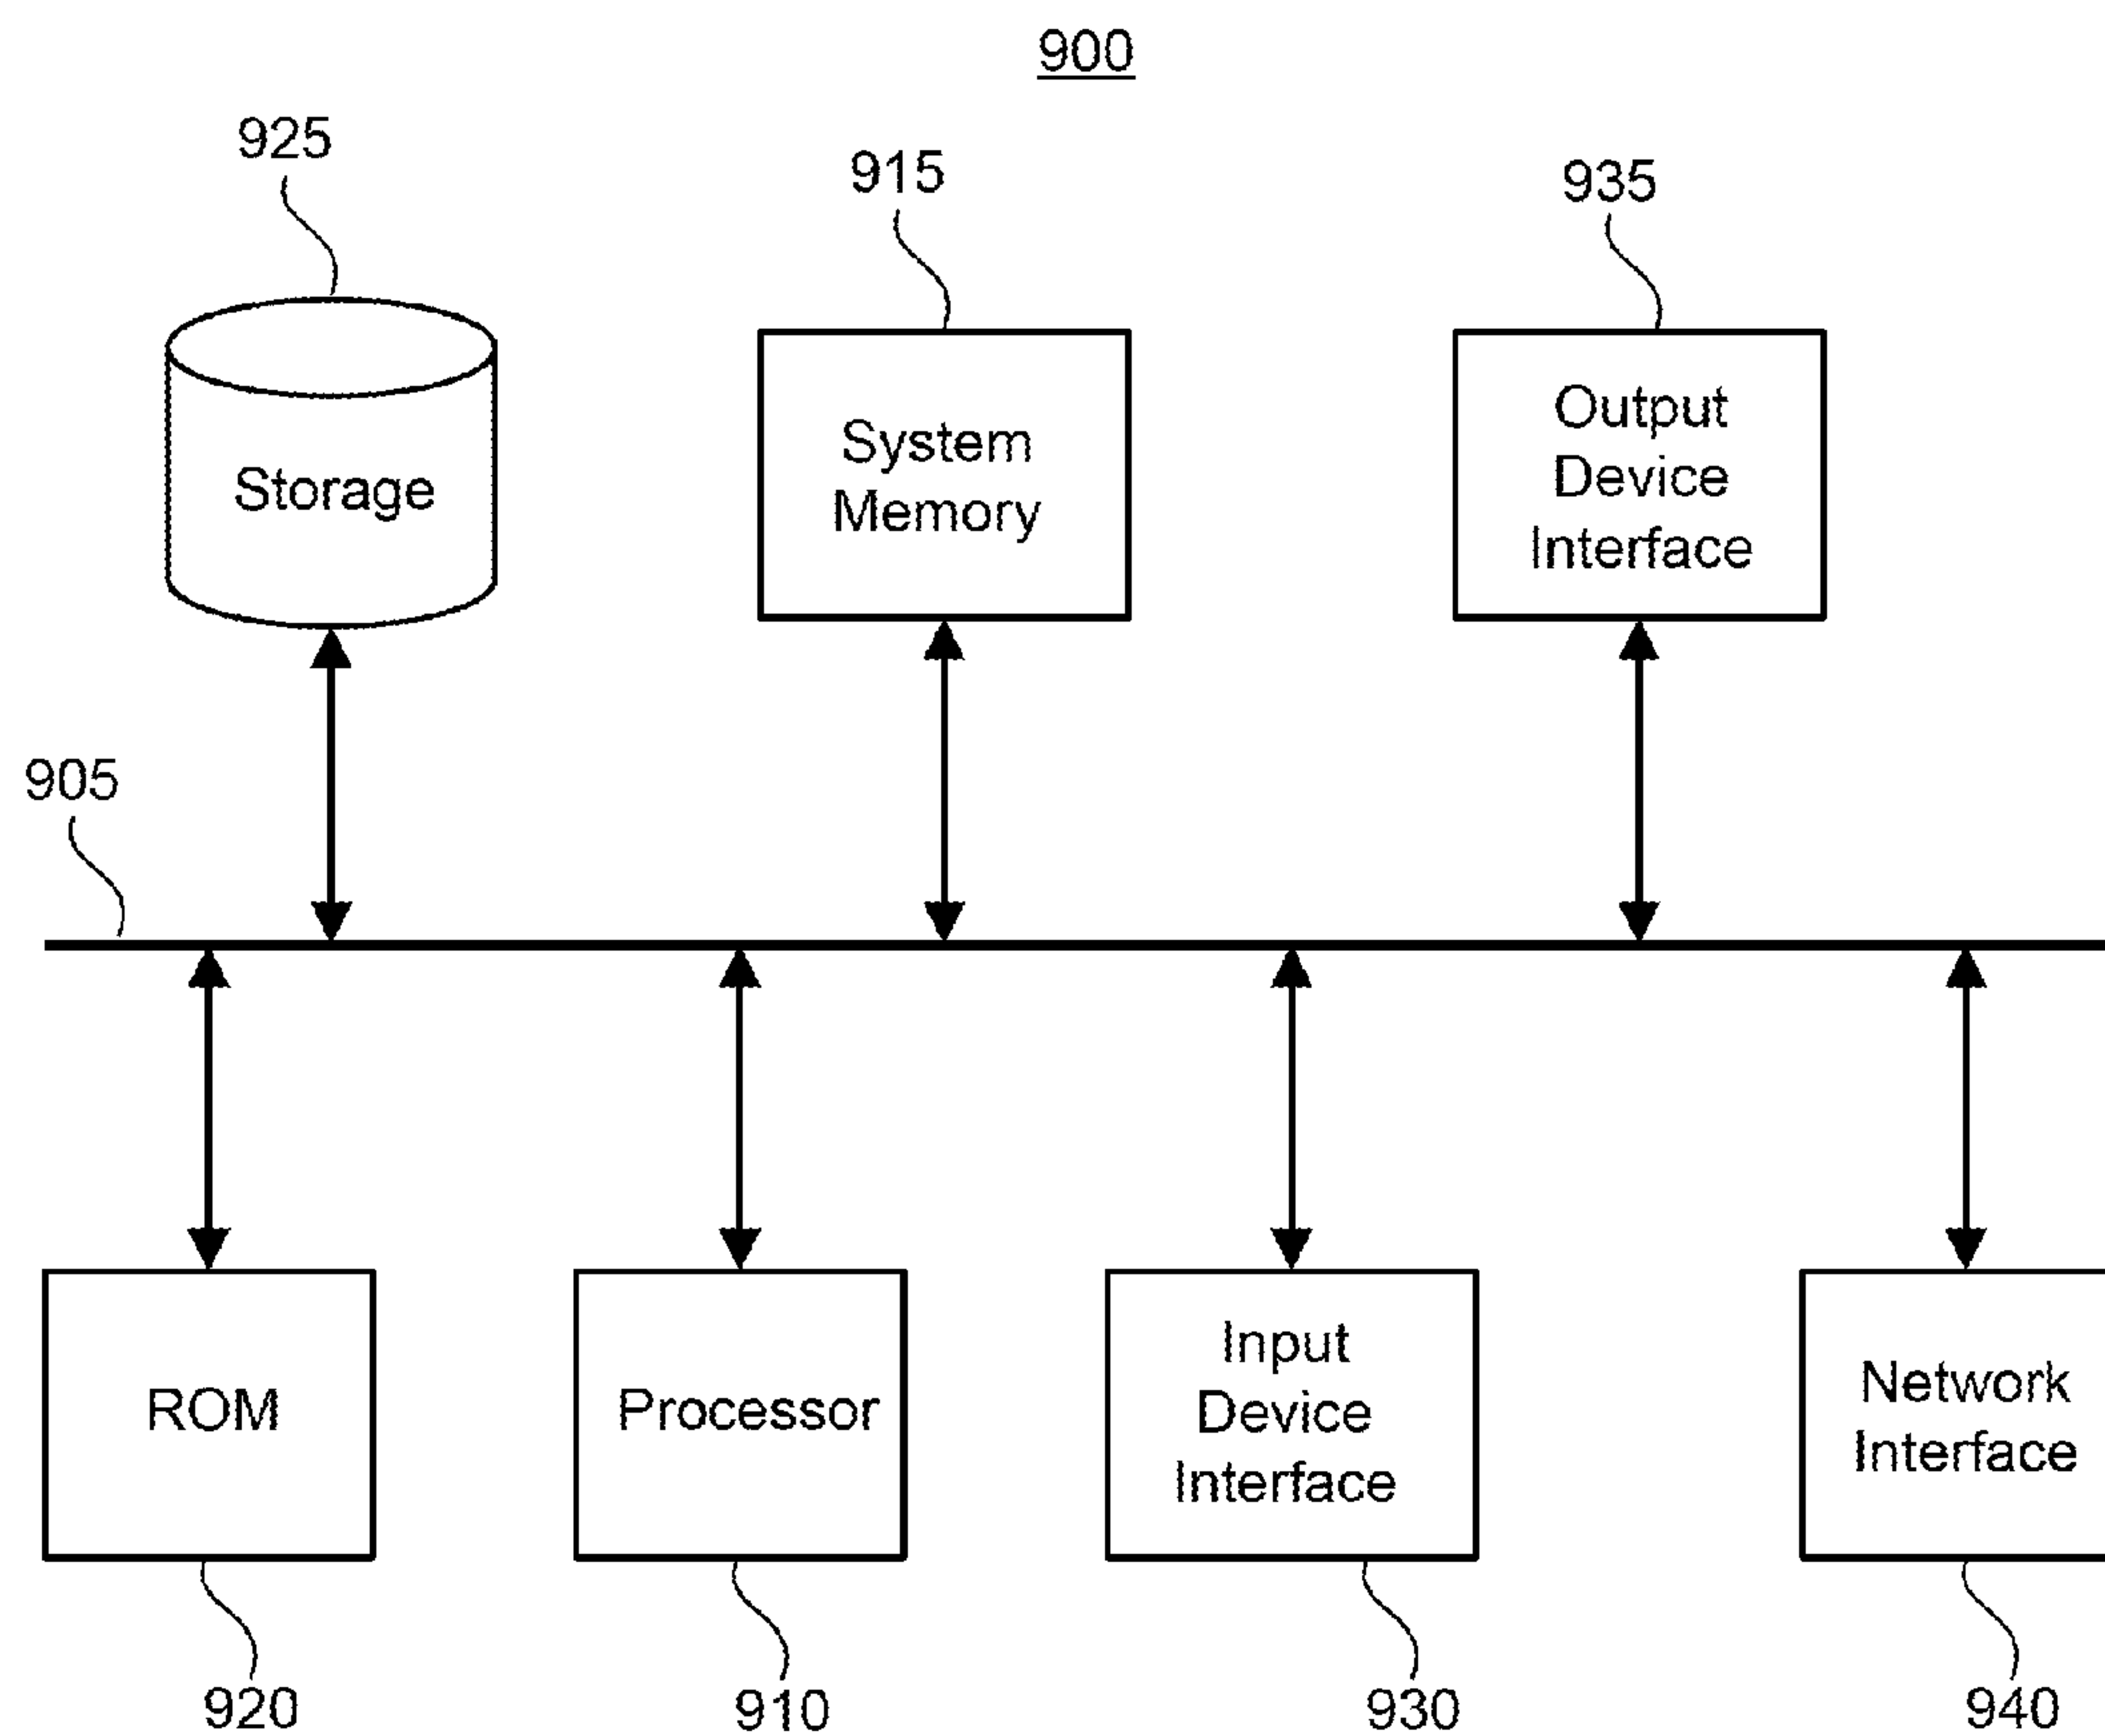 900
925
915
935
Storage
System
Memory
Output
Device
Interface
905
ROM
Processor
Input
Device
Interface
Network
Interface
920
910
930
940